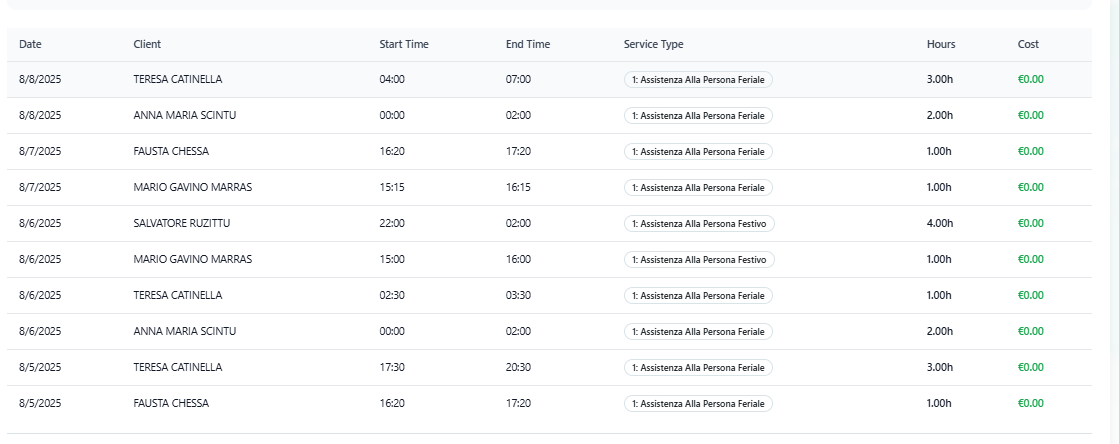 Date Client Start Time End Time Service Type Hours Cost
8/8/2025 TERESA CATINELLA 04:00 07:00 1: Assistenza Alla Persona Feriale 3.00h €0.00
8/8/2025 ANNA MARIA SCINTU 00:00 02:00 1: Assistenza Alla Persona Feriale 2.00h €0.00
8/7/2025 FAUSTA CHESSA 16:20 17:20 1: Assistenza Alla Persona Feriale 1.00h €0.00
8/7/2025 MARIO GAVINO MARRAS 15:15 16:15 1: Assistenza Alla Persona Feriale 1.00h €0.00
8/6/2025 SALVATORE RUZITTU 22:00 02:00 1: Assistenza Alla Persona Festivo 4.00h €0.00
8/6/2025 MARIO GAVINO MARRAS 15:00 16:00 1: Assistenza Alla Persona Festivo 1.00h €0.00
8/6/2025 TERESA CATINELLA 02:30 03:30 1: Assistenza Alla Persona Feriale 1.00h €0.00
8/6/2025 ANNA MARIA SCINTU 00:00 02:00 1: Assistenza Alla Persona Feriale 2.00h €0.00
8/5/2025 TERESA CATINELLA 17:30 20:30 1: Assistenza Alla Persona Feriale 3.00h €0.00
8/5/2025 FAUSTA CHESSA 16:20 17:20 1: Assistenza Alla Persona Feriale 1.00h €0.00